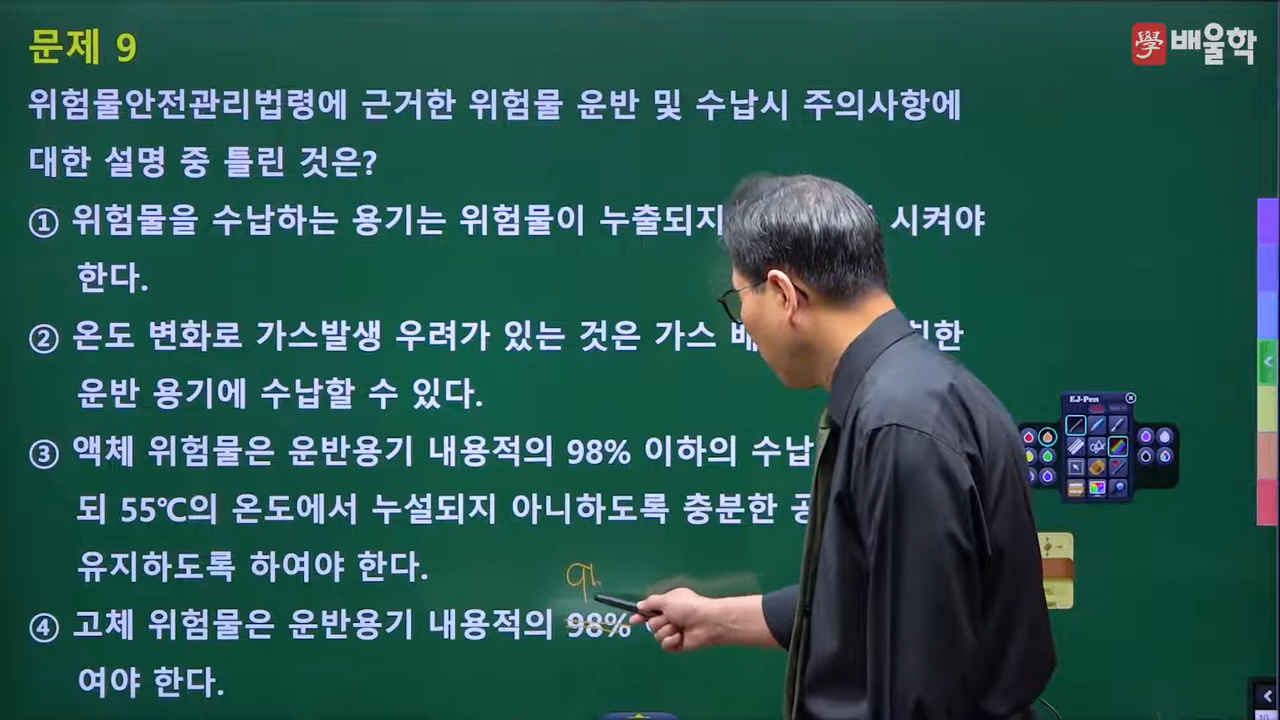 문제 9
學 배울학
위험물안전관리법령에 근거한 위험물 운반 및 수납시 주의사항에
대한 설명 중 틀린 것은?
① 위험물을 수납하는 용기는 위험물이 누출되지 시켜야
한다.
② 온도 변화로 가스발생 우려가 있는 것은 가스
운반 용기에 수납할 수 있다.
③ 액체 위험물은 운반용기 내용적의 98% 이하의
되 55℃의 온도에서 누설되지 아니하도록 충분한
유지하도록 하여야 한다.
④ 고체 위험물은 운반용기 내용적의 98%
여야 한다.
EJ-Pen